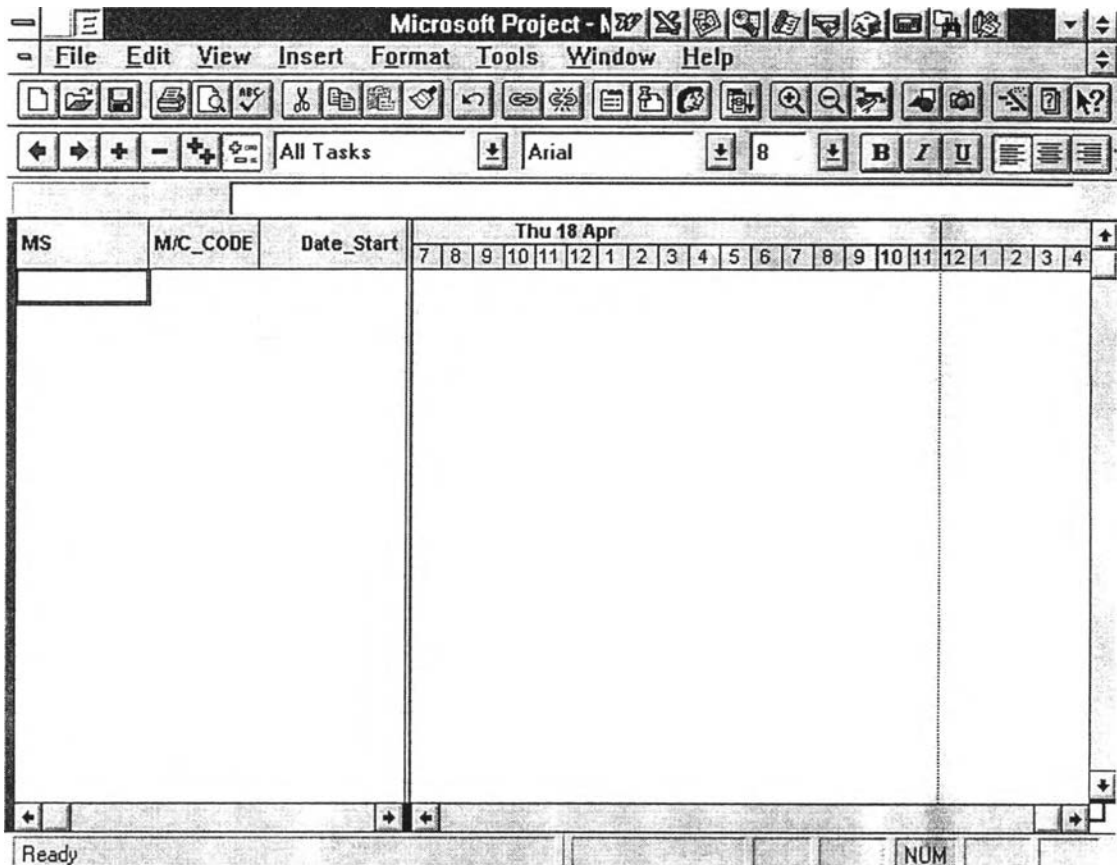 Microsoft Project -
File Edit View Insert Format Tools Window Help
All Tasks Arial 8 B I U
MS M/C_CODE Date_Start Thu 18 Apr
7 8 9 10 11 12 1 2 3 4 5 6 7 8 9 10 11 12 1 2 3 4
Ready NUM